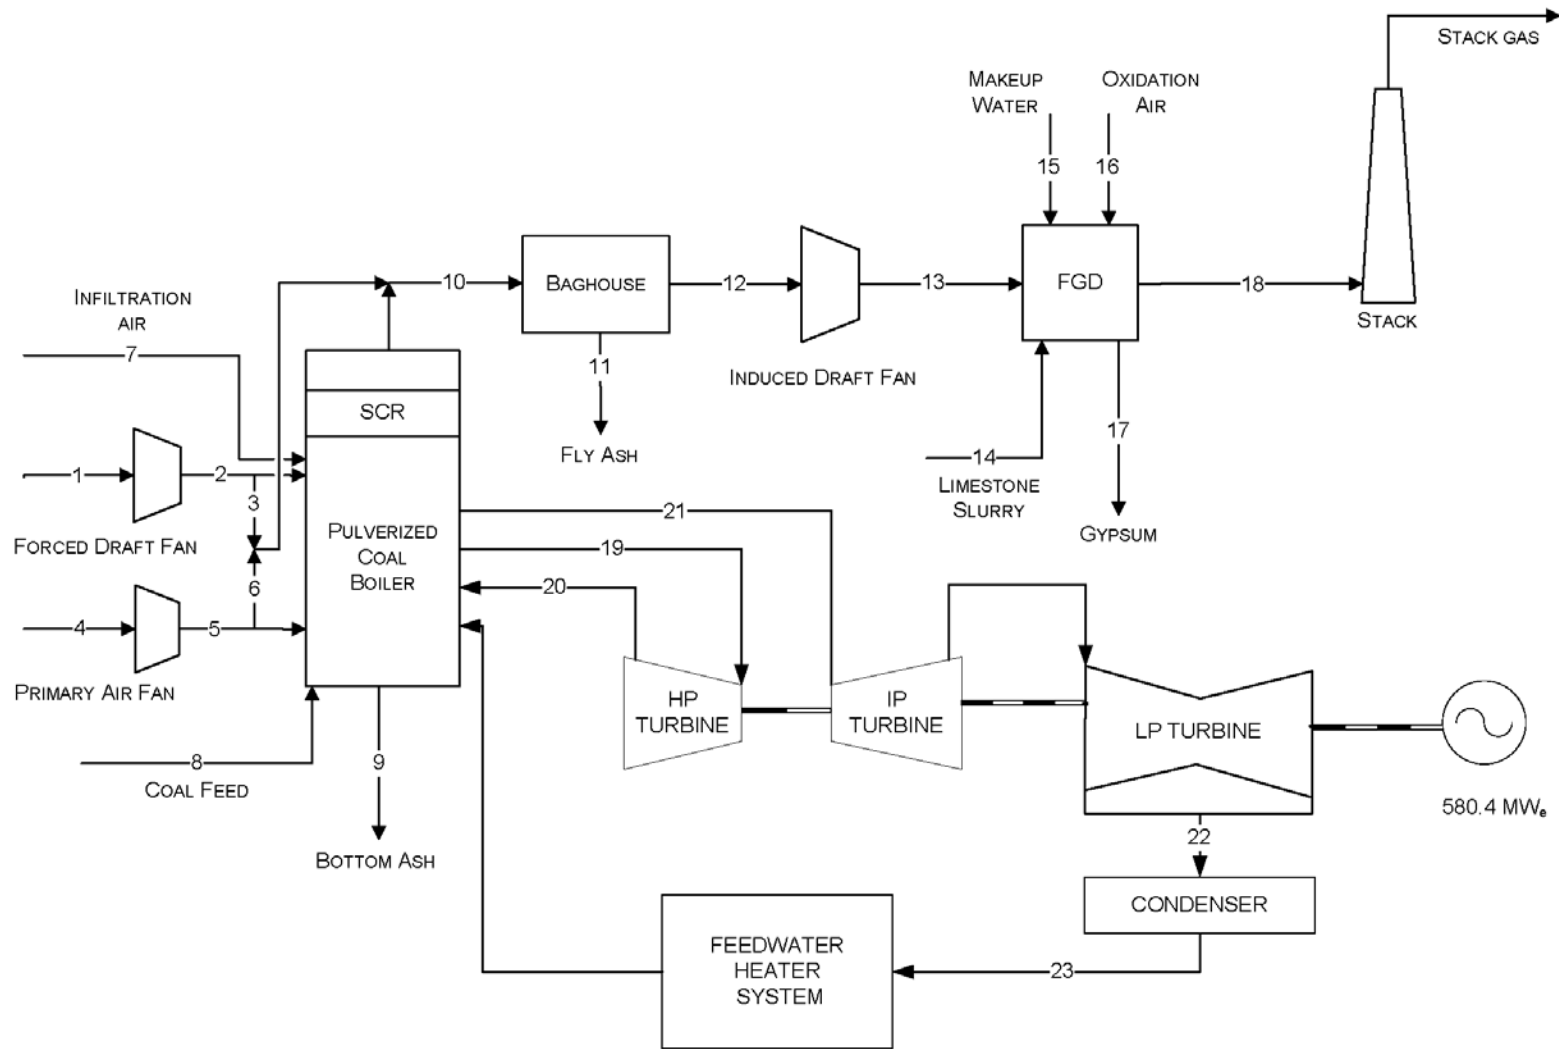 STACK GAS
MAKEUP
WATER
OXIDATION
AIR
15
16
INFILTRATION
AIR
7
10
BAGHOUSE
12
13
FGD
18
STACK
11
INDUCED DRAFT FAN
SCR
FLY ASH
17
14
LIMESTONE
SLURRY
GYPSUM
1
2
3
FORCED DRAFT FAN
PULVERIZED
COAL
BOILER
21
19
20
6
4
5
PRIMARY AIR FAN
HP
TURBINE
IP
TURBINE
LP TURBINE
8
COAL FEED
9
580.4 MWe
BOTTOM ASH
22
CONDENSER
FEEDWATER
HEATER
SYSTEM
23